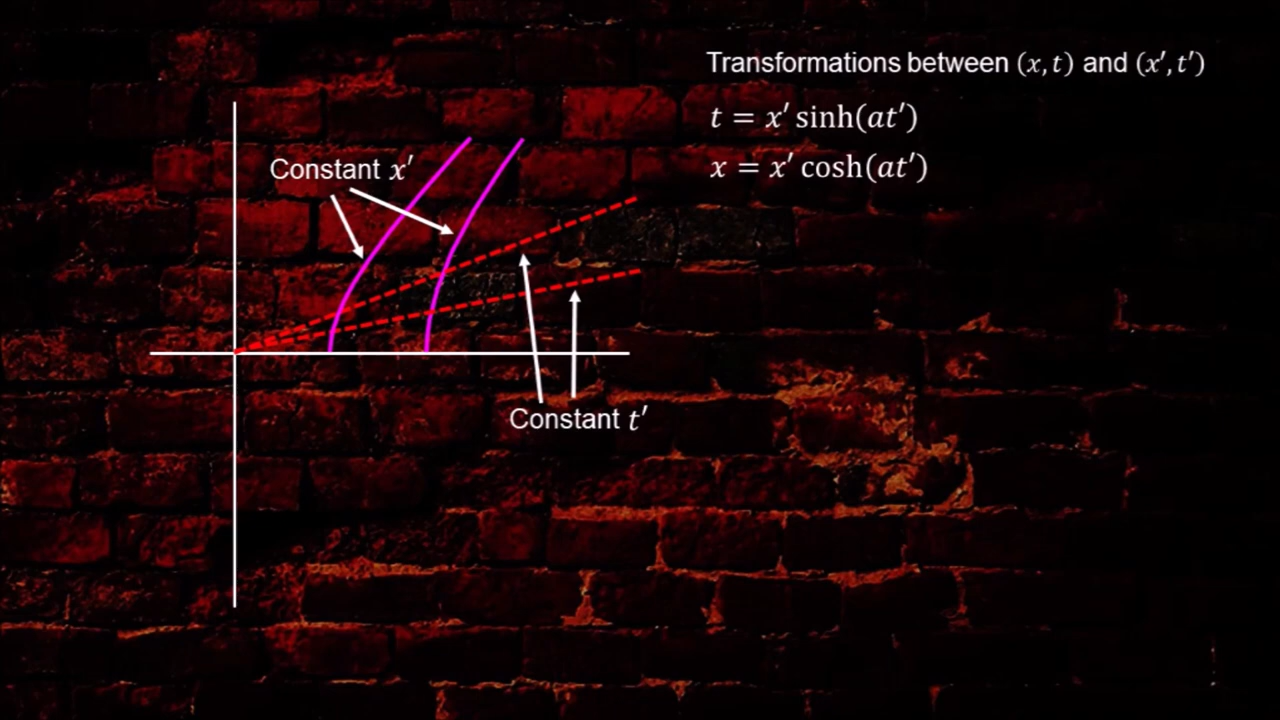 Transformations between (x, t) and (x′, t′)
t = x′ sinh(at′)
x = x′ cosh(at′)
Constant x′
Constant t′